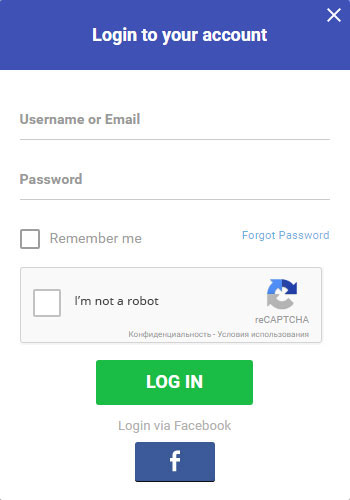 Login to your account
Username or Email
Password
Remember me
Forgot Password
I'm not a robot
reCAPTCHA
Конфиденциальность - Условия использования
LOG IN
Login via Facebook
f